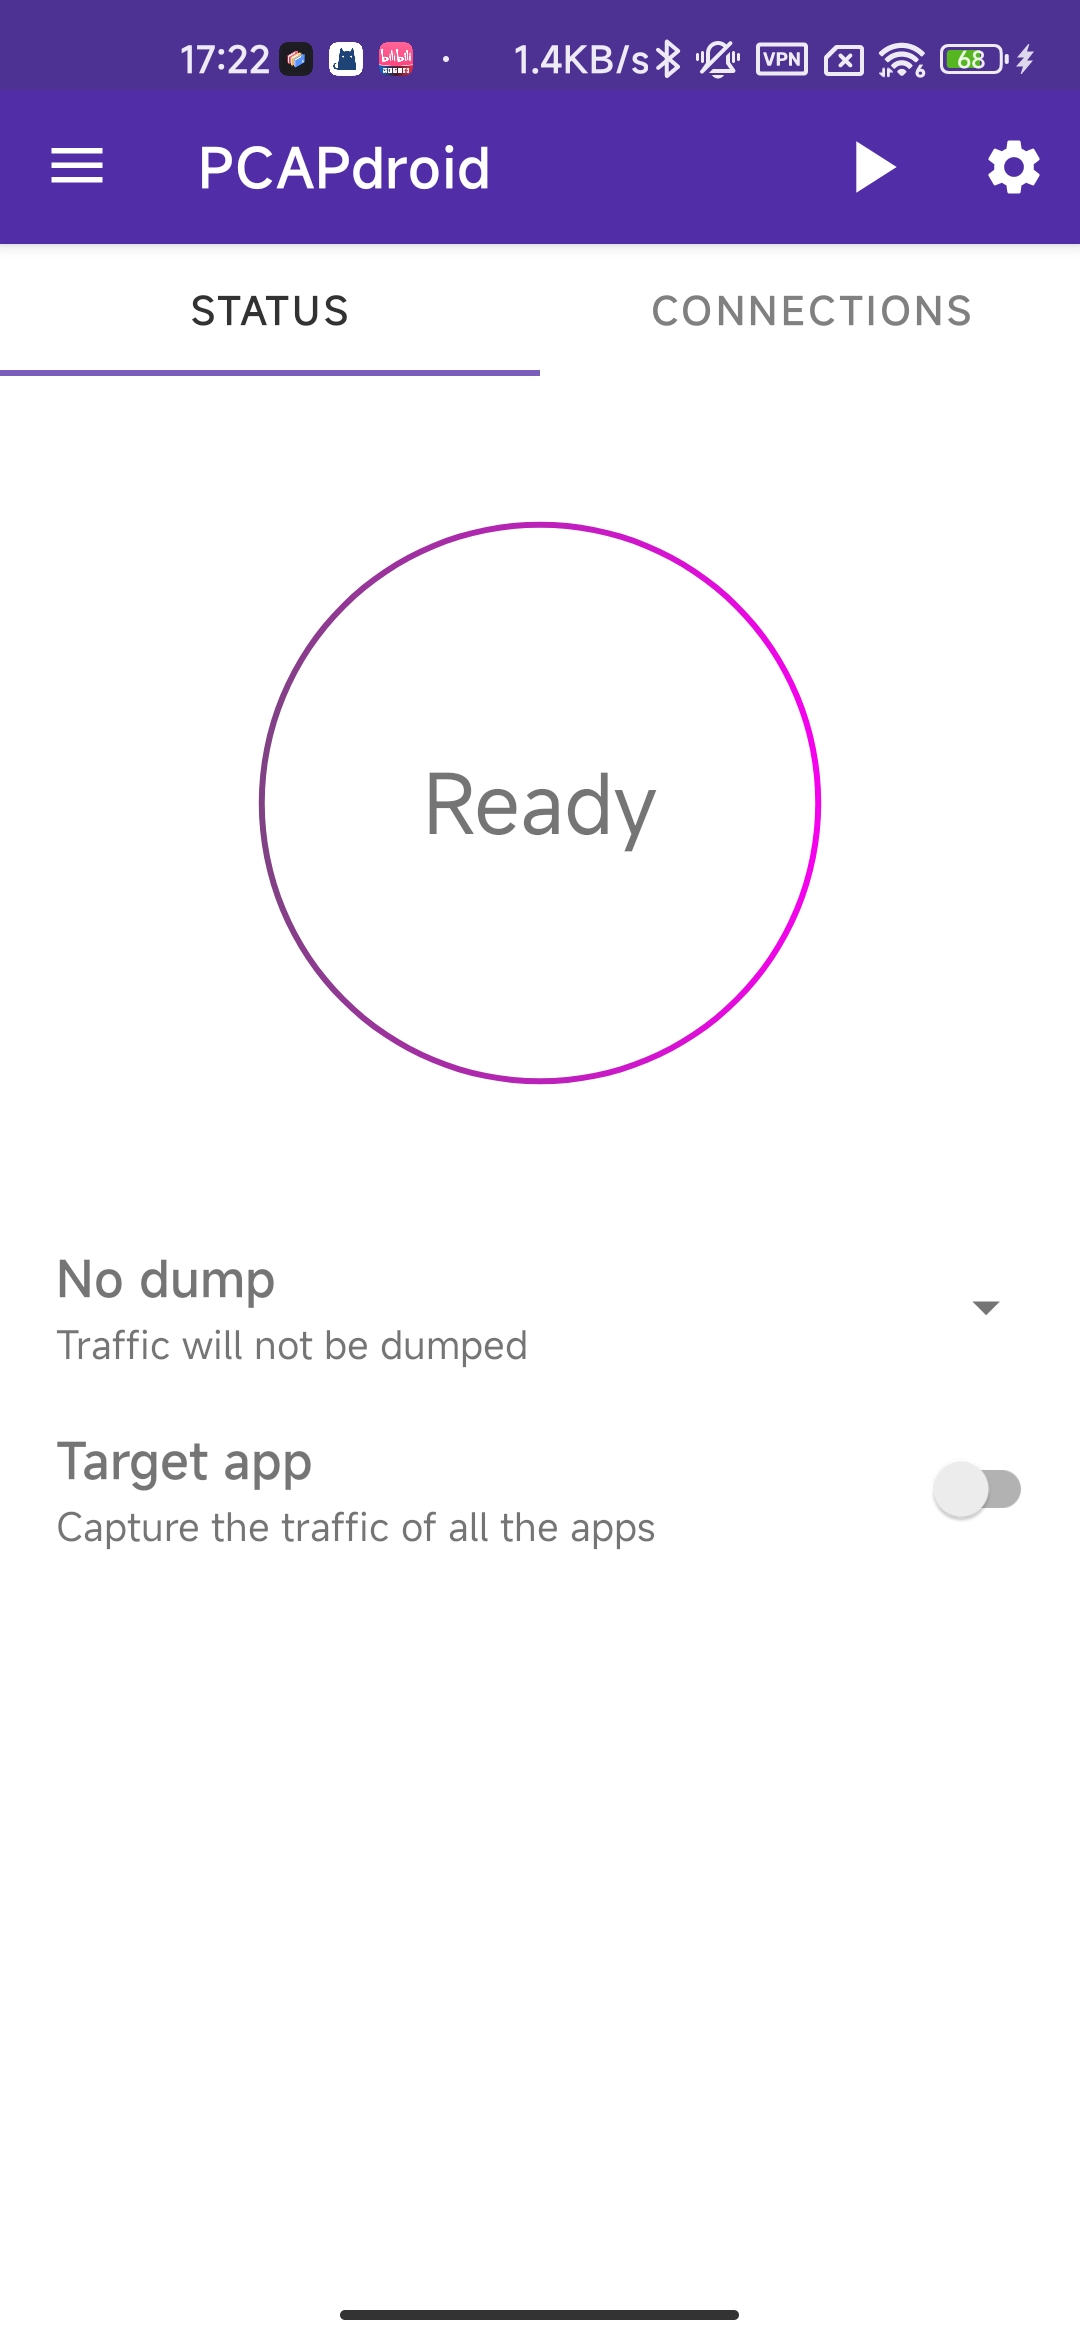 17:22 1.4KB/s VPN 6 68
PCAPdroid
STATUS CONNECTIONS
Ready
No dump
Traffic will not be dumped
Target app
Capture the traffic of all the apps